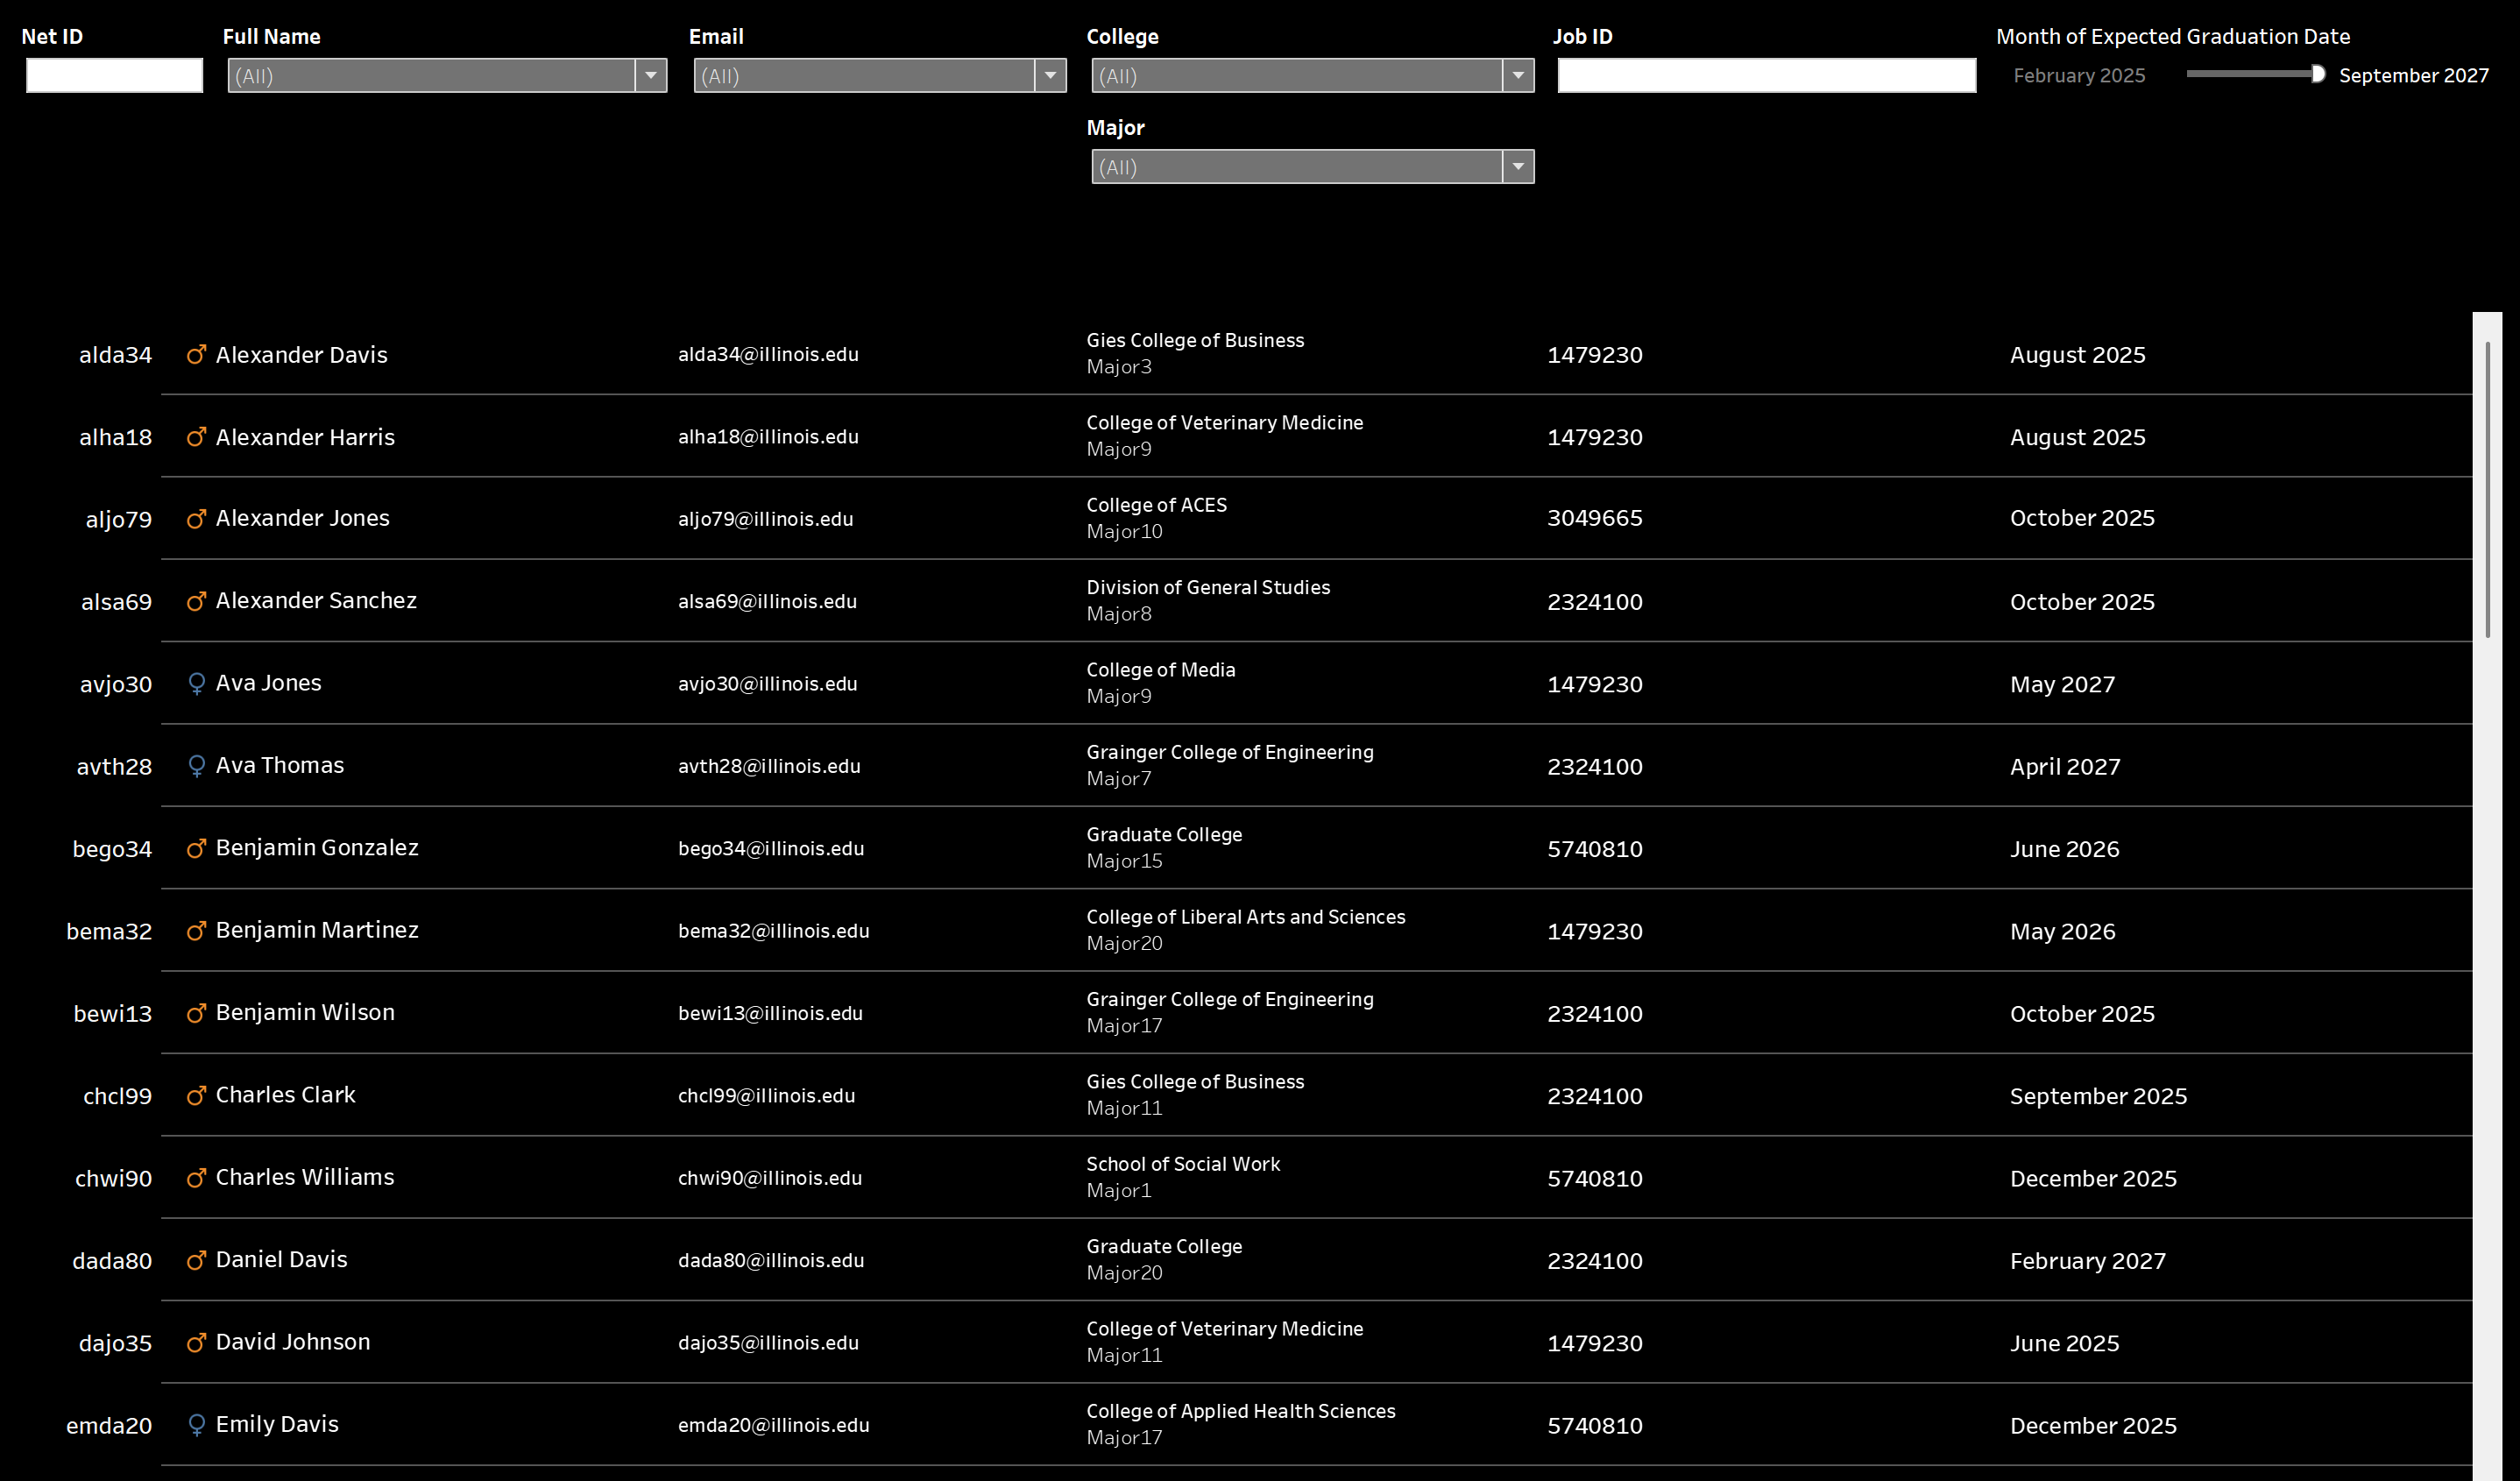 Net ID Full Name Email College Job ID Month of Expected Graduation Date
(All) (All) (All) February 2025 September 2027
Major
(All)
alda34 ♂ Alexander Davis alda34@illinois.edu Gies College of Business 1479230 August 2025
Major3
alha18 ♂ Alexander Harris alha18@illinois.edu College of Veterinary Medicine 1479230 August 2025
Major9
aljo79 ♂ Alexander Jones aljo79@illinois.edu College of ACES 3049665 October 2025
Major10
alsa69 ♂ Alexander Sanchez alsa69@illinois.edu Division of General Studies 2324100 October 2025
Major8
avjo30 ♀ Ava Jones avjo30@illinois.edu College of Media 1479230 May 2027
Major9
avth28 ♀ Ava Thomas avth28@illinois.edu Grainger College of Engineering 2324100 April 2027
Major7
bego34 ♂ Benjamin Gonzalez bego34@illinois.edu Graduate College 5740810 June 2026
Major15
bema32 ♂ Benjamin Martinez bema32@illinois.edu College of Liberal Arts and Sciences 1479230 May 2026
Major20
bewi13 ♂ Benjamin Wilson bewi13@illinois.edu Grainger College of Engineering 2324100 October 2025
Major17
chcl99 ♂ Charles Clark chcl99@illinois.edu Gies College of Business 2324100 September 2025
Major11
chwi90 ♂ Charles Williams chwi90@illinois.edu School of Social Work 5740810 December 2025
Major1
dada80 ♂ Daniel Davis dada80@illinois.edu Graduate College 2324100 February 2027
Major20
dajo35 ♂ David Johnson dajo35@illinois.edu College of Veterinary Medicine 1479230 June 2025
Major11
emda20 ♀ Emily Davis emda20@illinois.edu College of Applied Health Sciences 5740810 December 2025
Major17